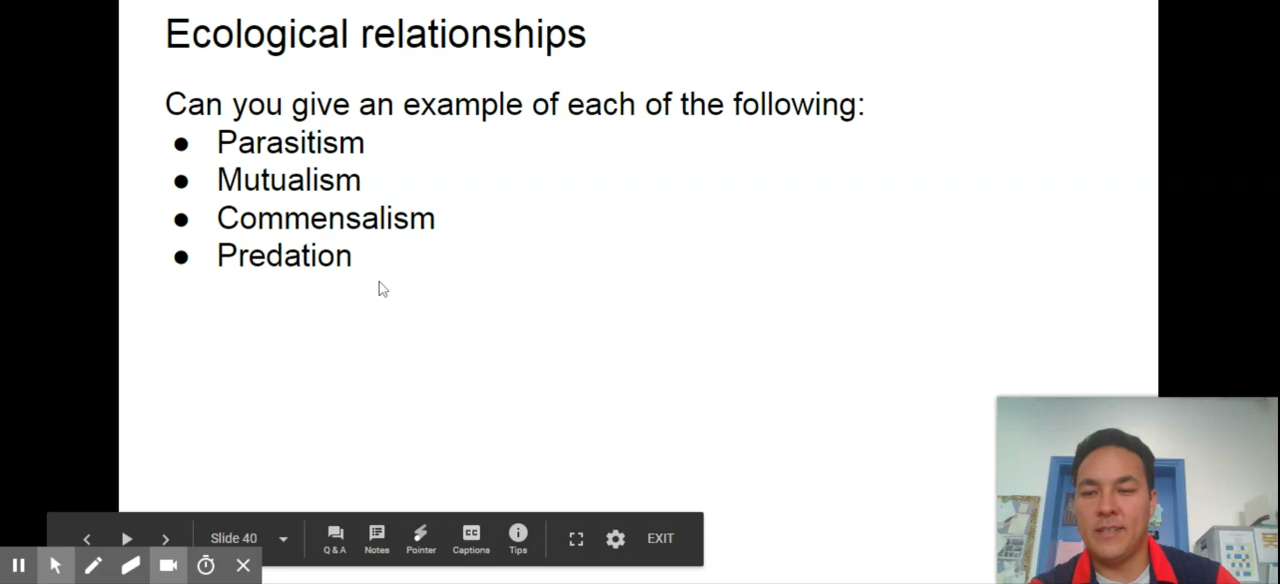 Ecological relationships
Can you give an example of each of the following:
● Parasitism
● Mutualism
● Commensalism
● Predation
Slide 40
Q & A
Notes
Pointer
CC
Captions
Tips
EXIT